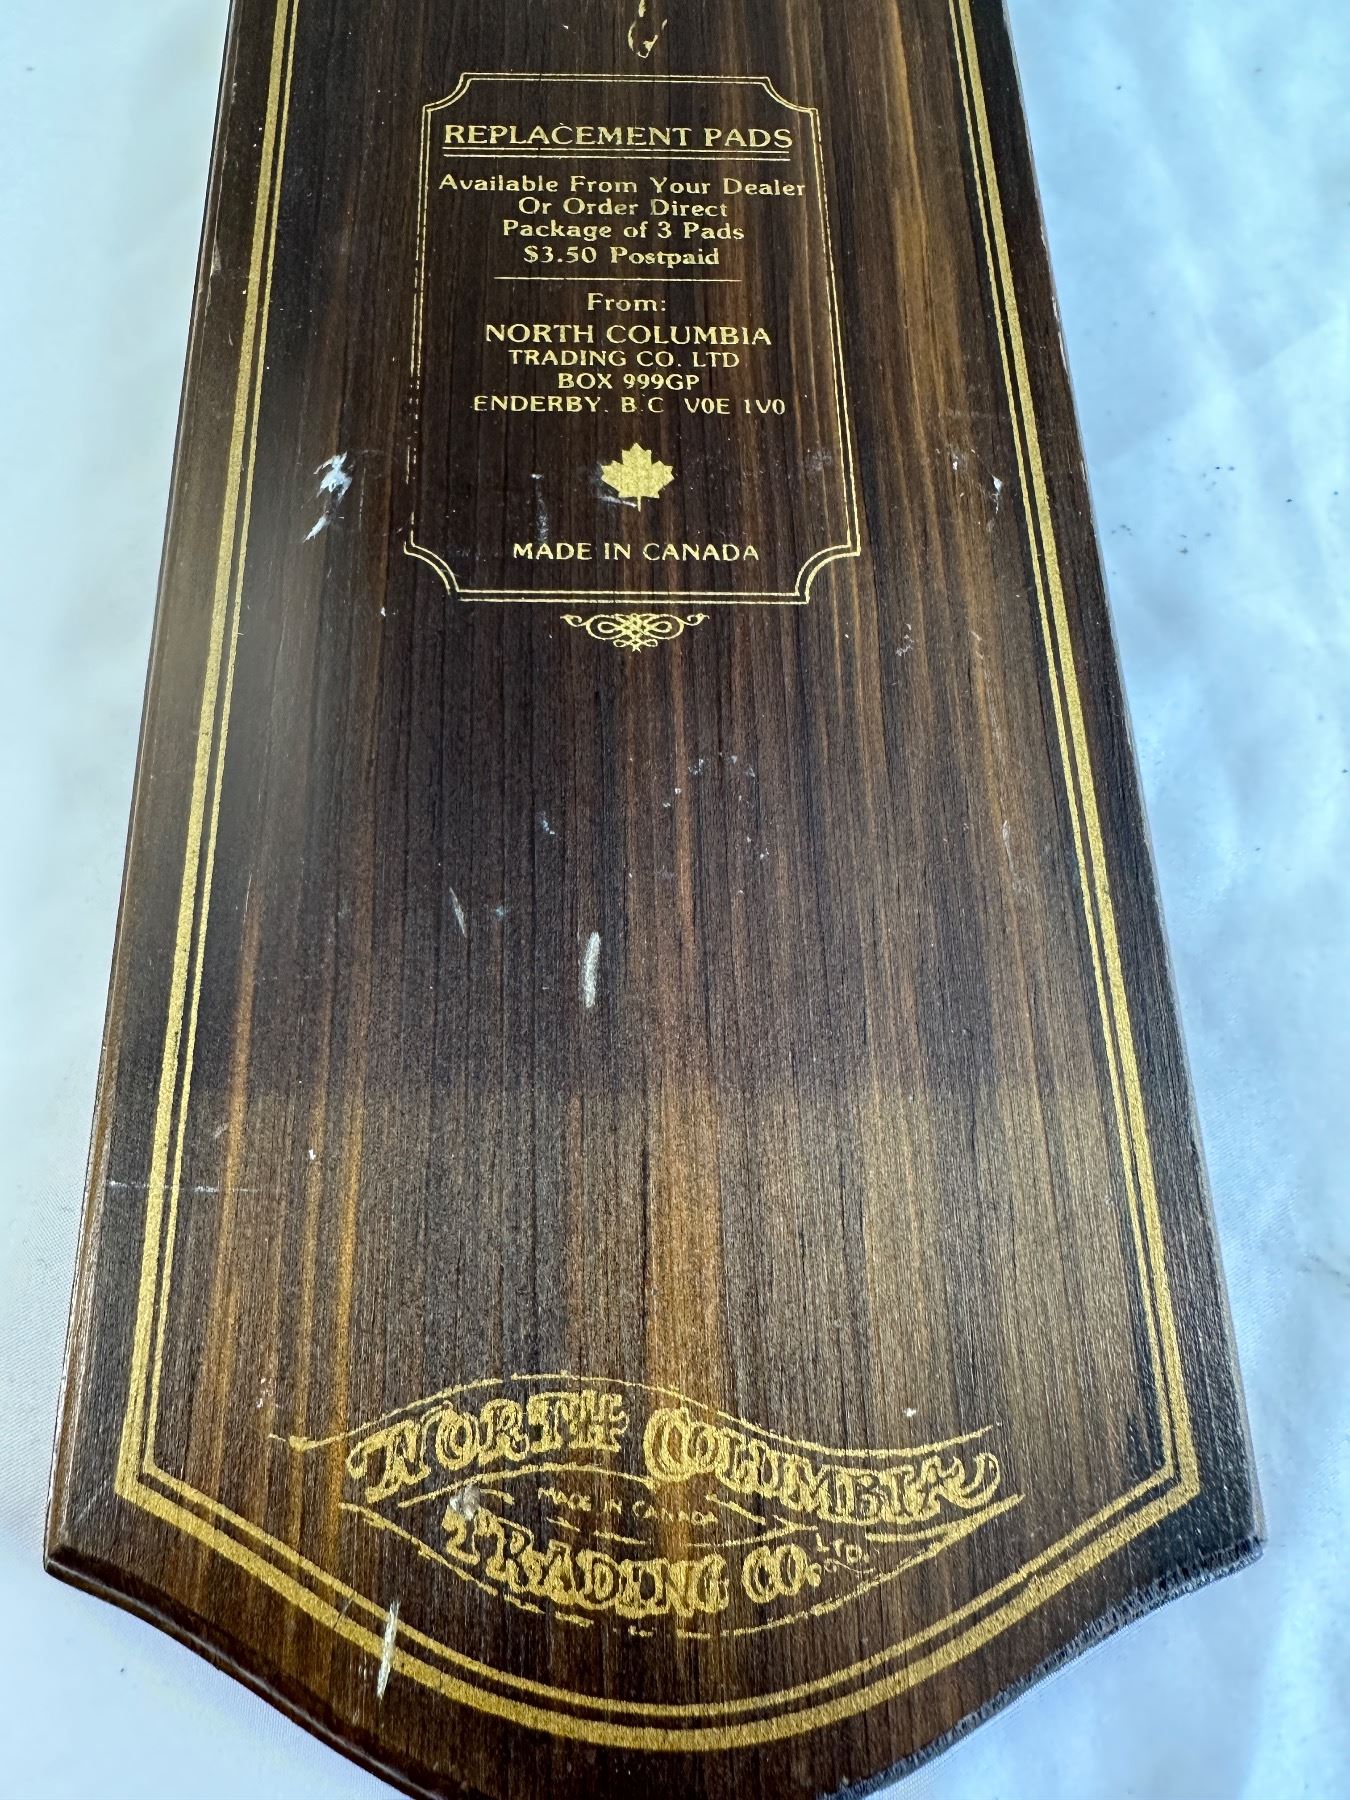 REPLACEMENT PADS
Available From Your Dealer
Or Order Direct
Package of 3 Pads
$3.50 Postpaid
From:
NORTH COLUMBIA
TRADING CO. LTD
BOX 999GP
ENDERBY. B.C V0E 1V0
MADE IN CANADA
NORTH COLUMBIA
MADE IN CANADA
TRADING CO. LTD.